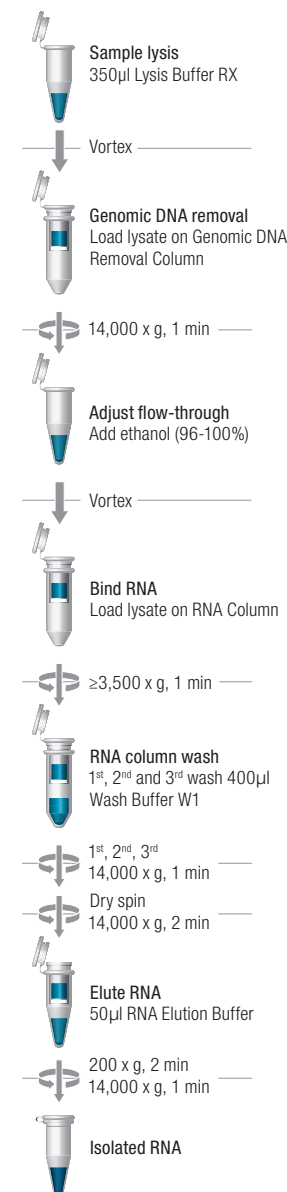 Sample lysis
350µl Lysis Buffer RX
Vortex
Genomic DNA removal
Load lysate on Genomic DNA
Removal Column
14,000 x g, 1 min
Adjust flow-through
Add ethanol (96-100%)
Vortex
Bind RNA
Load lysate on RNA Column
≥3,500 x g, 1 min
RNA column wash
1st, 2nd and 3rd wash 400µl
Wash Buffer W1
1st, 2nd, 3rd
14,000 x g, 1 min
Dry spin
14,000 x g, 2 min
Elute RNA
50µl RNA Elution Buffer
200 x g, 2 min
14,000 x g, 1 min
Isolated RNA